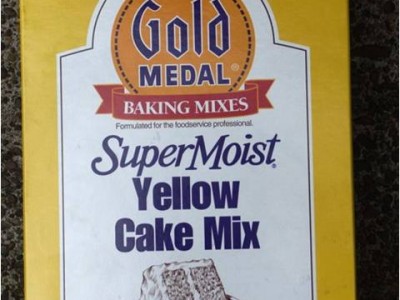 Gold
MEDAL®
BAKING MIXES
Formulated for the foodservice professional.
SuperMoist®
Yellow
Cake Mix